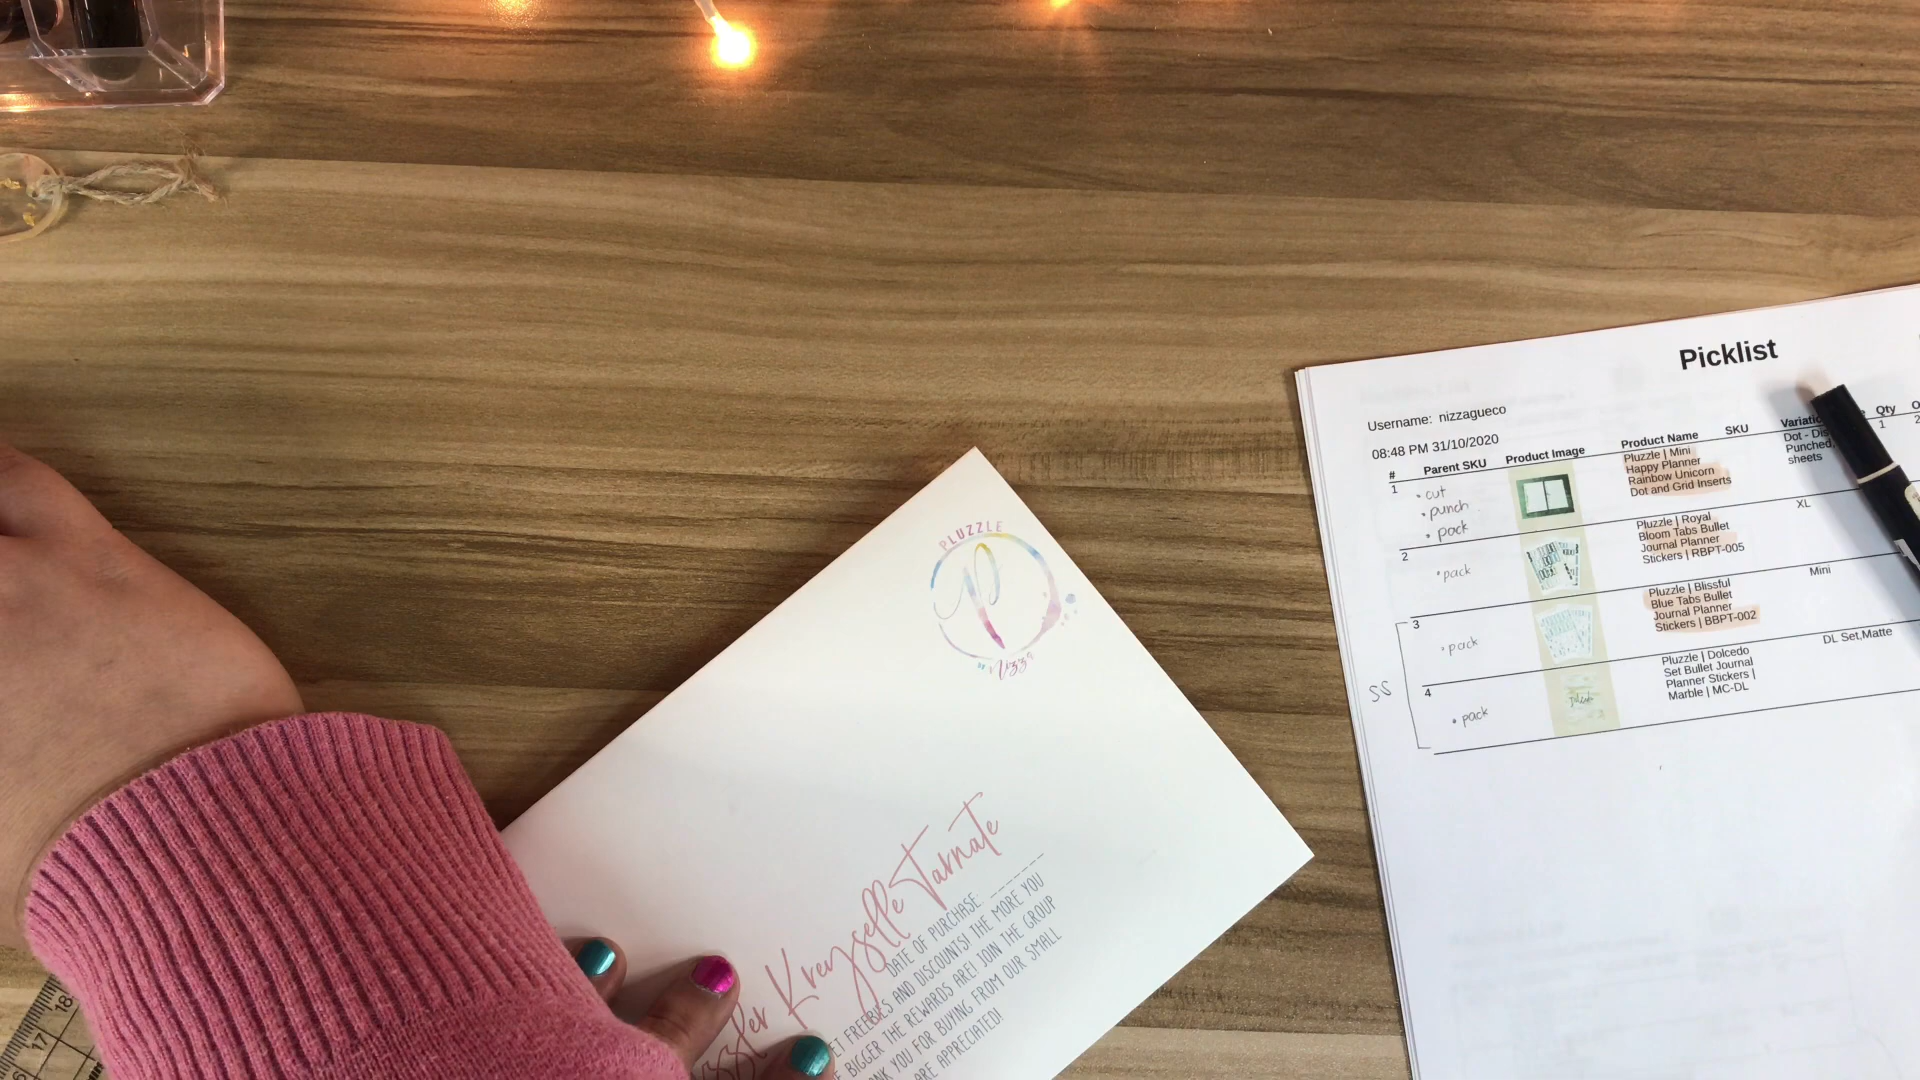 PLUZZLE
P
BY Nizza
Kreyzelle Tarnate
DATE OF PURCHASE: _______
FREEBIES AND DISCOUNTS! THE MORE YOU
BIGGER THE REWARDS ARE! JOIN THE GROUP
YOU FOR BUYING FROM OUR SMALL
ARE APPRECIATED!
Picklist
Username: nizzagueco
08:48 PM 31/10/2020
# Parent SKU Product Image Product Name SKU Qty
1
• cut
• punch
• pack
Pluzzle | Mini
Happy Planner
Rainbow Unicorn
Dot and Grid Inserts
Dot -
Punched,
sheets
1
2
• pack
Pluzzle | Royal
Bloom Tabs Bullet
Journal Planner
Stickers | RBPT-005
XL
3
• pack
Pluzzle | Blissful
Blue Tabs Bullet
Journal Planner
Stickers | BBPT-002
Mini
SS
4
• pack
Pluzzle | Dolcedo
Set Bullet Journal
Planner Stickers |
Marble | MC-DL
DL Set,Matte
18
17